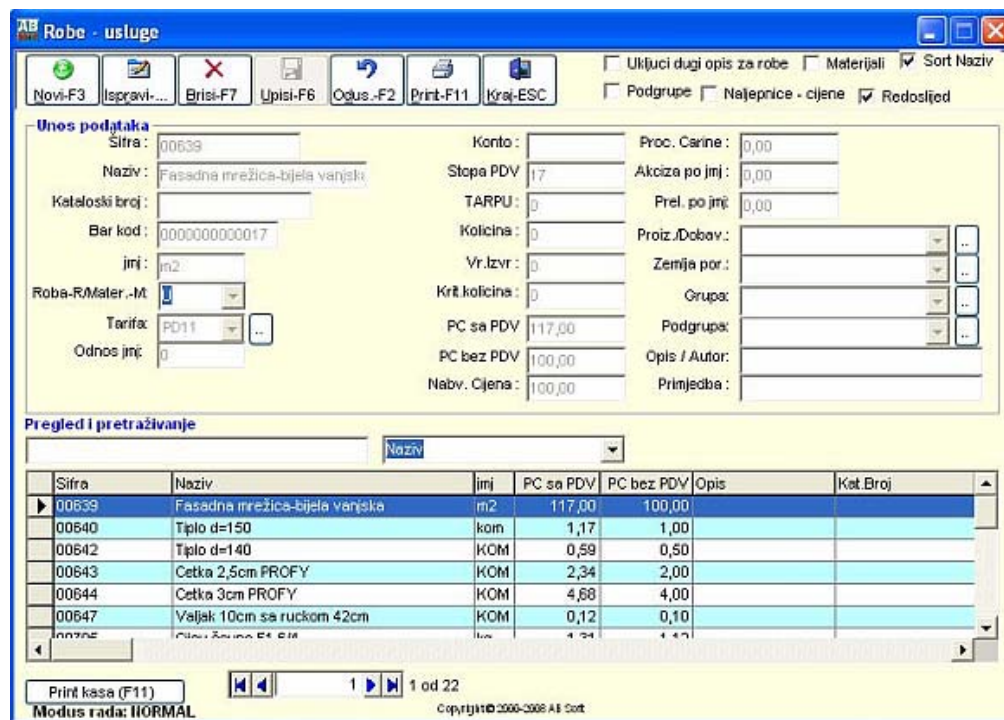 AB Robe - usluge
Novi-F3 Ispravi-... Brisi-F7 Upisi-F6 Odus.-F2 Print-F11 Kraj-ESC
Ukljuci dugi opis za robe Materijali Sort Naziv
Podgrupe Naljepnice - cijene Redoslijed
Unos podataka
Šifra : 00639
Naziv : Fasadna mrežica-bijela vanjska
Kataloski broj :
Bar kod : 0000000000017
jmj : m2
Roba-R/Mater.-M: U
Tarifa: PD11 ..
Odnos jmj: 0
Konto :
Stopa PDV 17
TARPU : 0
Kolicina : 0
Vr.Izvr : 0
Krit.kolicina : 0
PC sa PDV 117,00
PC bez PDV 100,00
Nabv. Cijena : 100,00
Proc. Carine : 0,00
Akciza po jmj : 0,00
Prel. po jmj: 0,00
Proiz./Dobav.: ..
Zemlja por.: ..
Grupa: ..
Podgrupa: ..
Opis / Autor:
Primjedba :
Pregled i pretraživanje
Naziv
Sifra Naziv jmj PC sa PDV PC bez PDV Opis Kat.Broj
00639 Fasadna mrežica-bijela vanjska m2 117,00 100,00
00640 Tiplo d=150 kom 1,17 1,00
00642 Tiplo d=140 KOM 0,59 0,50
00643 Cetka 2,5cm PROFY KOM 2,34 2,00
00644 Cetka 3cm PROFY KOM 4,68 4,00
00647 Valjak 10cm sa ruckom 42cm KOM 0,12 0,10
kg 1,31 1,12
Print kasa (F11)
1 1 od 22
Modus rada: NORMAL
Copyright© 2000-2008 AB Soft